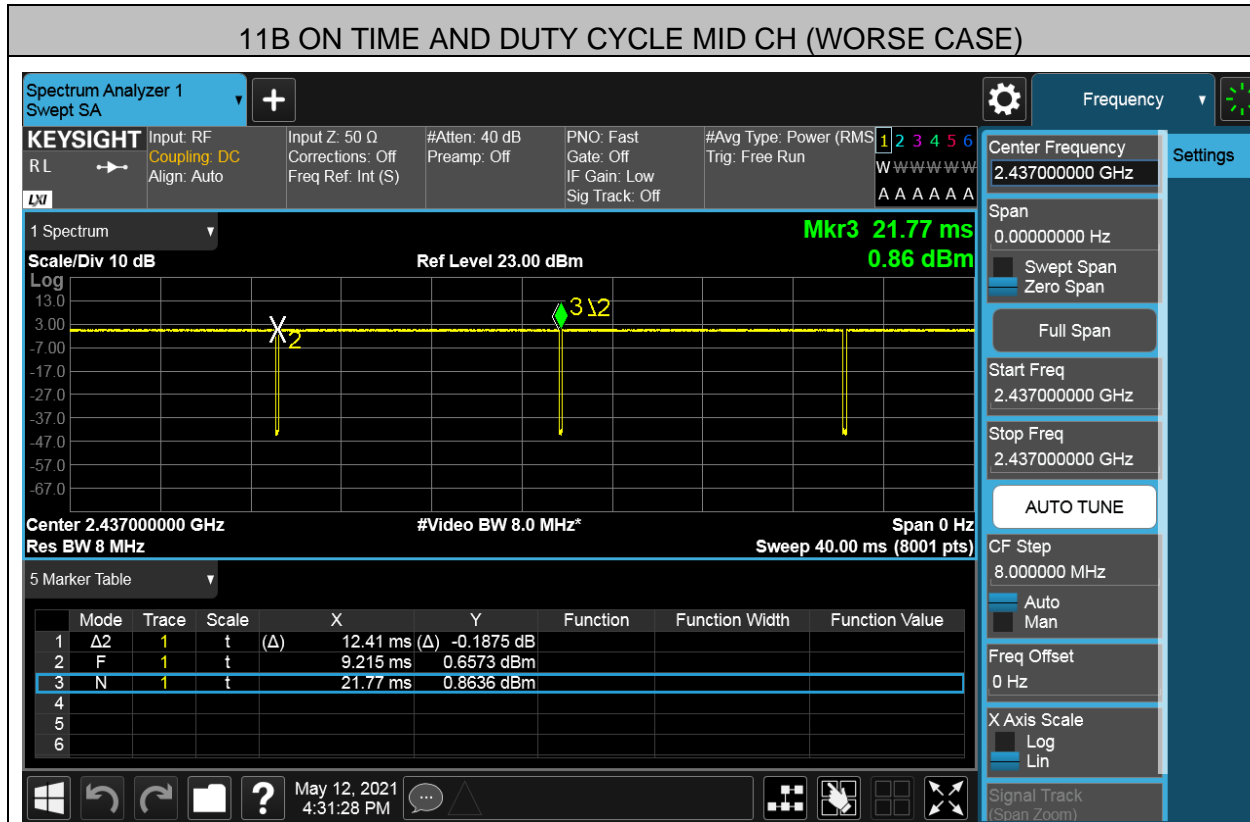 11B ON TIME AND DUTY CYCLE MID CH (WORSE CASE)
Spectrum Analyzer 1
Swept SA
Frequency
KEYSIGHT
RL
LXI
Input: RF
Coupling: DC
Align: Auto
Input Z: 50 Ω
Corrections: Off
Freq Ref: Int (S)
#Atten: 40 dB
Preamp: Off
PNO: Fast
Gate: Off
IF Gain: Low
Sig Track: Off
#Avg Type: Power (RMS
Trig: Free Run
1 2 3 4 5 6
W W W W W W
A A A A A A
1 Spectrum
Mkr3 21.77 ms
Scale/Div 10 dB
Ref Level 23.00 dBm
0.86 dBm
Log
13.0
3.00
-7.00
-17.0
-27.0
-37.0
-47.0
-57.0
-67.0
2
3 Δ2
Center 2.437000000 GHz
#Video BW 8.0 MHz*
Span 0 Hz
Res BW 8 MHz
Sweep 40.00 ms (8001 pts)
5 Marker Table
Mode Trace Scale X Y Function Function Width Function Value
1 Δ2 1 t (Δ) 12.41 ms (Δ) -0.1875 dB
2 F 1 t 9.215 ms 0.6573 dBm
3 N 1 t 21.77 ms 0.8636 dBm
4
5
6
May 12, 2021
4:31:28 PM
Settings
Center Frequency
2.437000000 GHz
Span
0.00000000 Hz
Swept Span
Zero Span
Full Span
Start Freq
2.437000000 GHz
Stop Freq
2.437000000 GHz
AUTO TUNE
CF Step
8.000000 MHz
Auto
Man
Freq Offset
0 Hz
X Axis Scale
Log
Lin
Signal Track
(Span Zoom)